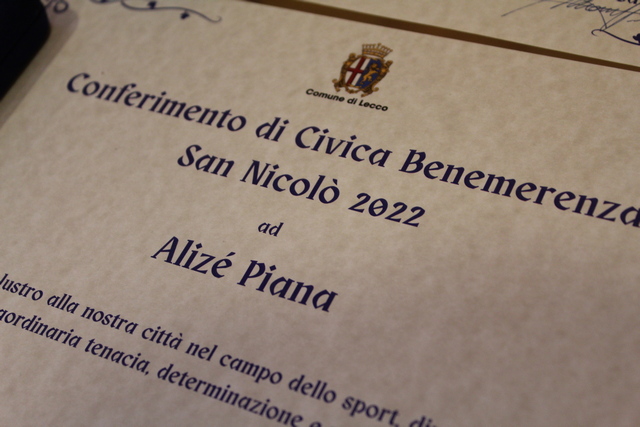 Comune di Lecco
Conferimento di Civica Benemerenza
San Nicolò 2022
ad
Alizé Piana
lustro alla nostra città nel campo dello sport,
tenacia, determinazione e